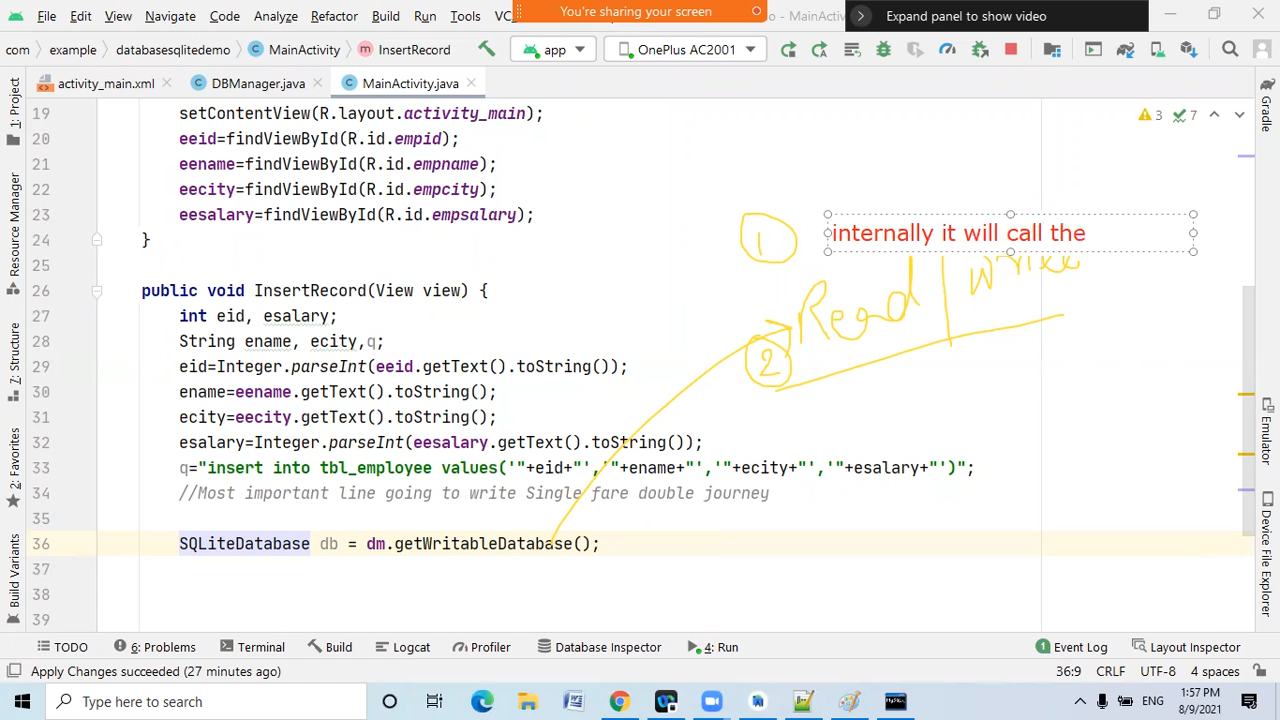 File Edit View Navigate Code Analyze Refactor Build Run Tools VC
You're sharing your screen
MainActivity.j
Expand panel to show video
com example databasesqlitedemo MainActivity InsertRecord app OnePlus AC2001
activity_main.xml DBManager.java MainActivity.java
19 setContentView(R.layout.activity_main);
3 7
20 eeid=findViewById(R.id.empid);
21 eename=findViewById(R.id.empname);
22 eecity=findViewById(R.id.empcity);
23 eesalary=findViewById(R.id.empsalary);
24 }
25
26 public void InsertRecord(View view) {
27 int eid, esalary;
28 String ename, ecity,q;
29 eid=Integer.parseInt(eeid.getText().toString());
30 ename=eename.getText().toString();
31 ecity=eecity.getText().toString();
32 esalary=Integer.parseInt(eesalary.getText().toString());
33 q="insert into tbl_employee values('"+eid+"','"+ename+"','"+ecity+"','"+esalary+"')";
34 //Most important line going to write Single fare double journey
35
36 SQLiteDatabase db = dm.getWritableDatabase();
37
38
39
1 internally it will call the
Read | Write
2
1: Project
Resource Manager
7: Structure
2: Favorites
Build Variants
Gradle
Emulator
Device File Explorer
TODO 6: Problems Terminal Build Logcat Profiler Database Inspector 4: Run 1 Event Log Layout Inspector
Apply Changes succeeded (27 minutes ago) 36:9 CRLF UTF-8 4 spaces
Type here to search ENG 1:57 PM
8/9/2021